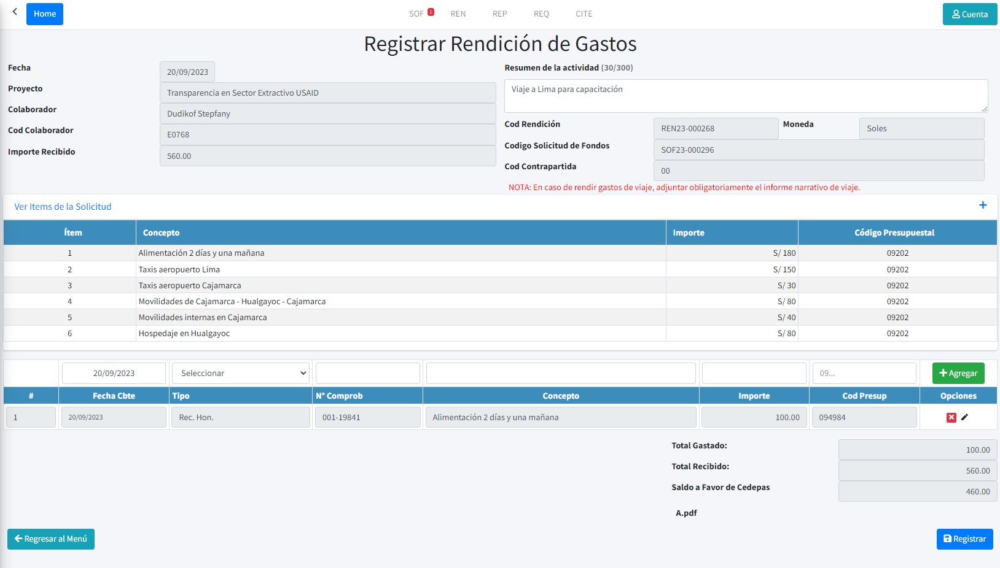 Home
SOF 1 REN REP REQ CITE
Cuenta
Registrar Rendición de Gastos
Fecha 20/09/2023
Proyecto Transparencia en Sector Extractivo USAID
Colaborador Dudikof Stepfany
Cod Colaborador E0768
Importe Recibido 560.00
Resumen de la actividad (30/300)
Viaje a Lima para capacitación
Cod Rendición REN23-000268 Moneda Soles
Codigo Solicitud de Fondos SOF23-000296
Cod Contrapartida 00
NOTA: En caso de rendir gastos de viaje, adjuntar obligatoriamente el informe narrativo de viaje.
Ver Items de la Solicitud
Ítem Concepto Importe Código Presupuestal
1 Alimentación 2 días y una mañana S/ 180 09202
2 Taxis aeropuerto Lima S/ 150 09202
3 Taxis aeropuerto Cajamarca S/ 30 09202
4 Movilidades de Cajamarca - Hualgayoc - Cajamarca S/ 80 09202
5 Movilidades internas en Cajamarca S/ 40 09202
6 Hospedaje en Hualgayoc S/ 80 09202
20/09/2023 Seleccionar 09... Agregar
# Fecha Cbte Tipo N° Comprob Concepto Importe Cod Presup Opciones
1 20/09/2023 Rec. Hon. 001-19841 Alimentación 2 días y una mañana 100.00 094984
Total Gastado: 100.00
Total Recibido: 560.00
Saldo a Favor de Cedepas 460.00
A.pdf
Regresar al Menú
Registrar